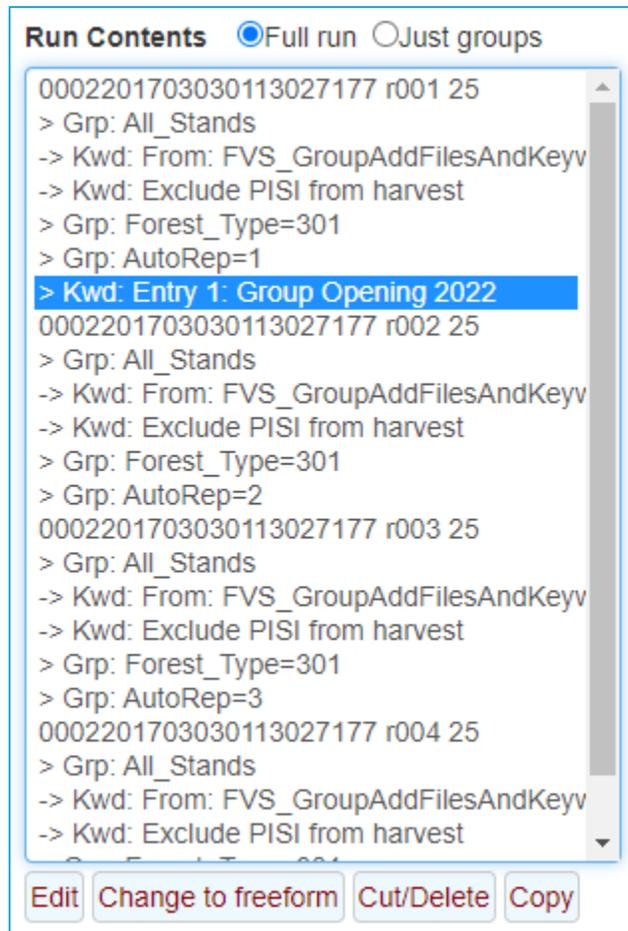 Run Contents Full run Just groups
0002201703030113027177 r001 25
> Grp: All_Stands
-> Kwd: From: FVS_GroupAddFilesAndKeyw
-> Kwd: Exclude PISI from harvest
> Grp: Forest_Type=301
> Grp: AutoRep=1
> Kwd: Entry 1: Group Opening 2022
0002201703030113027177 r002 25
> Grp: All_Stands
-> Kwd: From: FVS_GroupAddFilesAndKeyw
-> Kwd: Exclude PISI from harvest
> Grp: Forest_Type=301
> Grp: AutoRep=2
0002201703030113027177 r003 25
> Grp: All_Stands
-> Kwd: From: FVS_GroupAddFilesAndKeyw
-> Kwd: Exclude PISI from harvest
> Grp: Forest_Type=301
> Grp: AutoRep=3
0002201703030113027177 r004 25
> Grp: All_Stands
-> Kwd: From: FVS_GroupAddFilesAndKeyw
-> Kwd: Exclude PISI from harvest
Edit Change to freeform Cut/Delete Copy